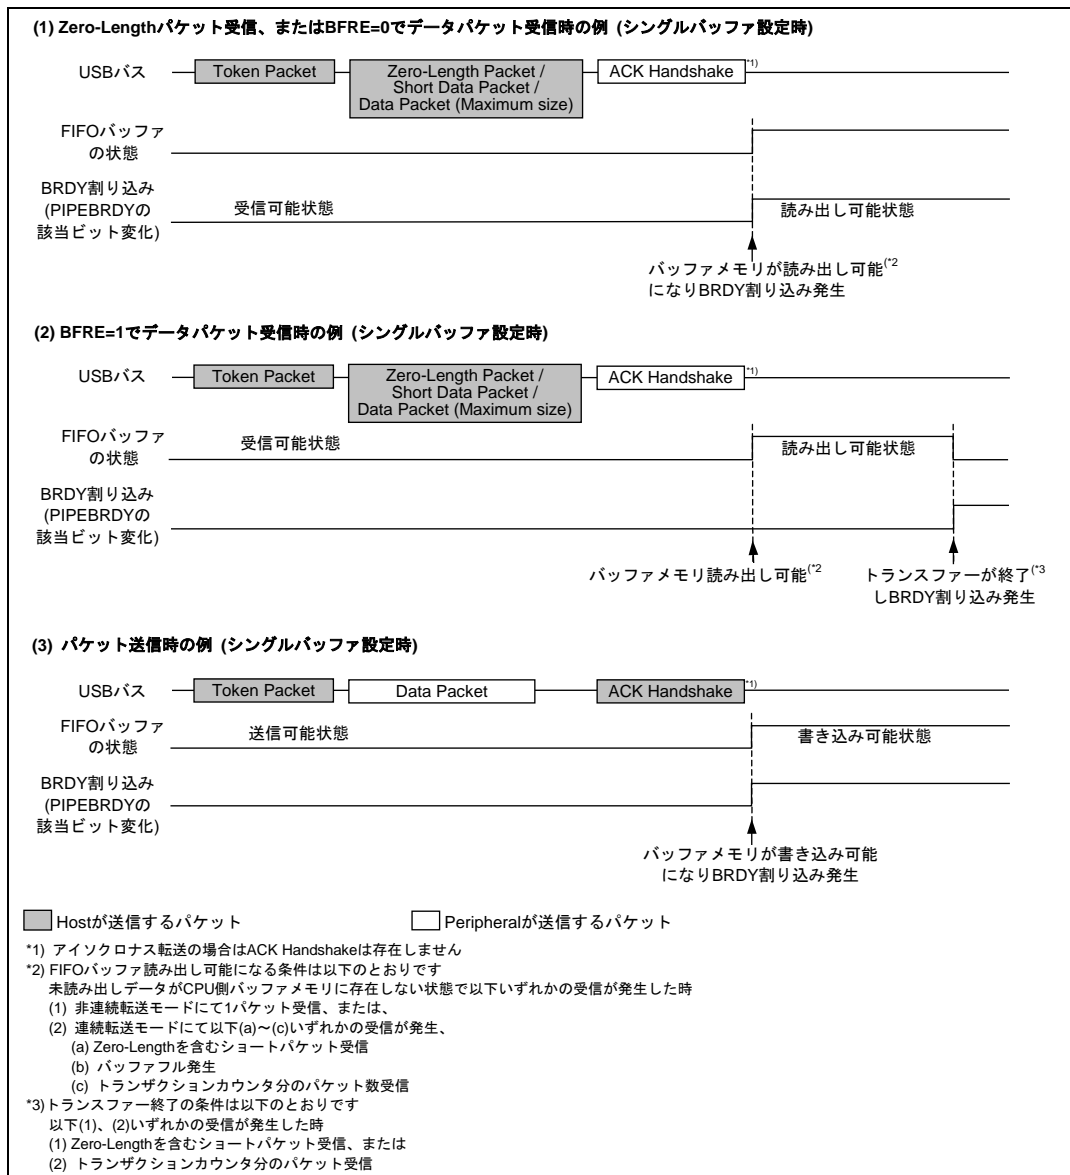 (1) Zero-Lengthパケット受信、またはBFRE=0でデータパケット受信時の例 (シングルバッファ設定時)
USBバス
Token Packet
Zero-Length Packet /
Short Data Packet /
Data Packet (Maximum size)
ACK Handshake
*1)
FIFOバッファ
の状態
BRDY割り込み
(PIPEBRDYの
該当ビット変化)
受信可能状態
読み出し可能状態
バッファメモリが読み出し可能(*2
になりBRDY割り込み発生
(2) BFRE=1でデータパケット受信時の例 (シングルバッファ設定時)
USBバス
Token Packet
Zero-Length Packet /
Short Data Packet /
Data Packet (Maximum size)
ACK Handshake
*1)
FIFOバッファ
の状態
受信可能状態
読み出し可能状態
BRDY割り込み
(PIPEBRDYの
該当ビット変化)
バッファメモリ読み出し可能(*2
トランスファーが終了(*3
しBRDY割り込み発生
(3) パケット送信時の例 (シングルバッファ設定時)
USBバス
Token Packet
Data Packet
ACK Handshake
*1)
FIFOバッファ
の状態
送信可能状態
書き込み可能状態
BRDY割り込み
(PIPEBRDYの
該当ビット変化)
バッファメモリが書き込み可能
になりBRDY割り込み発生
Hostが送信するパケット
Peripheralが送信するパケット
*1) アイソクロナス転送の場合はACK Handshakeは存在しません
*2) FIFOバッファ読み出し可能になる条件は以下のとおりです
未読み出しデータがCPU側バッファメモリに存在しない状態で以下いずれかの受信が発生した時
(1) 非連続転送モードにて1パケット受信、または、
(2) 連続転送モードにて以下(a)～(c)いずれかの受信が発生、
(a) Zero-Lengthを含むショートパケット受信
(b) バッファフル発生
(c) トランザクションカウンタ分のパケット数受信
*3)トランスファー終了の条件は以下のとおりです
以下(1)、(2)いずれかの受信が発生した時
(1) Zero-Lengthを含むショートパケット受信、または
(2) トランザクションカウンタ分のパケット受信